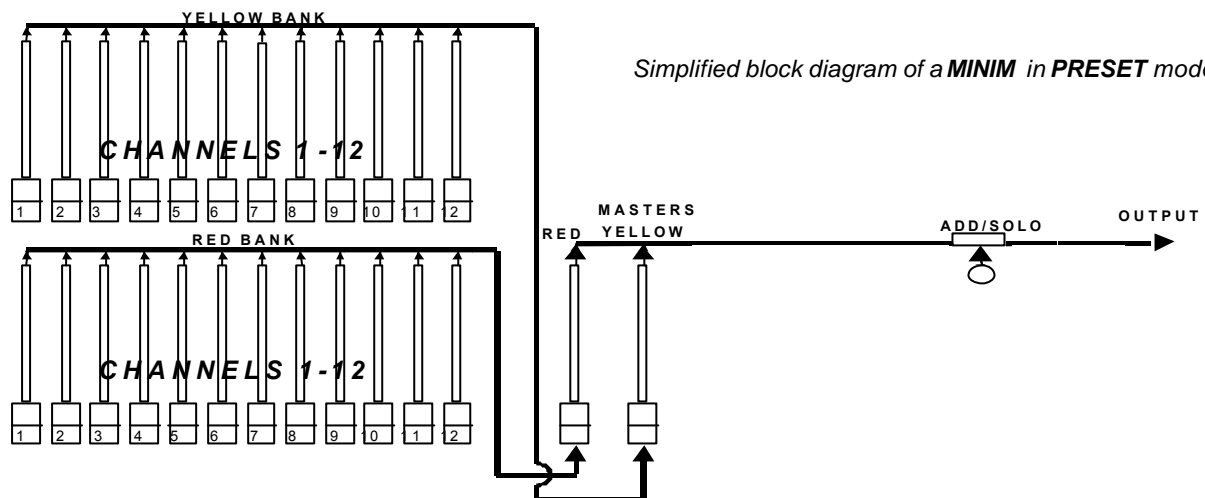 YELLOW BANK
Simplified block diagram of a MINIM in PRESET mode
CHANNELS 1-12
1 2 3 4 5 6 7 8 9 10 11 12
RED BANK
MASTERS
RED YELLOW
ADD/SOLO
OUTPUT
CHANNELS 1-12
1 2 3 4 5 6 7 8 9 10 11 12